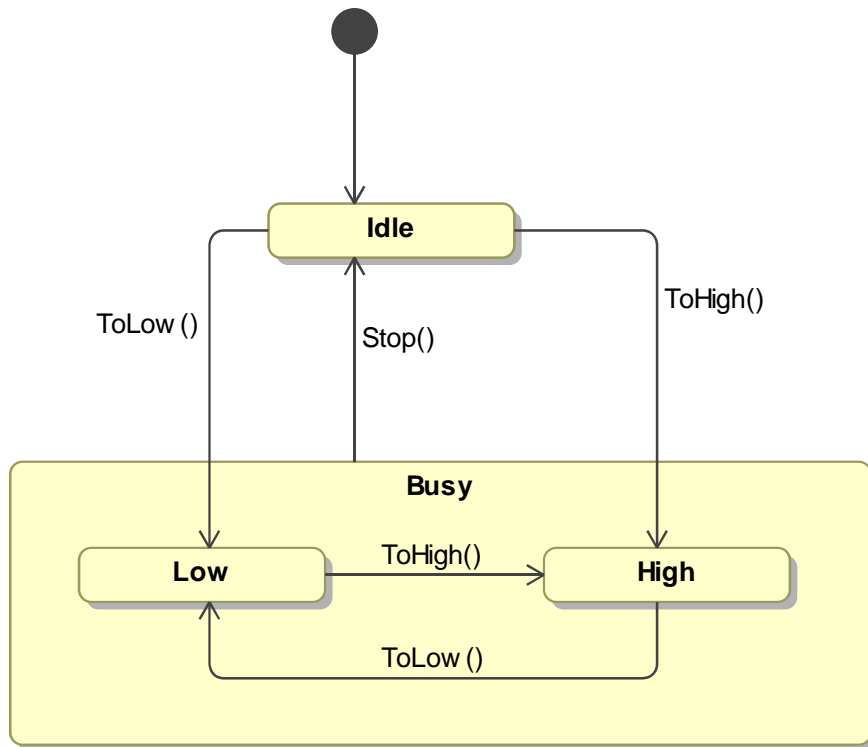 Idle
ToLow ()
Stop()
ToHigh()
Busy
Low
ToHigh()
High
ToLow ()